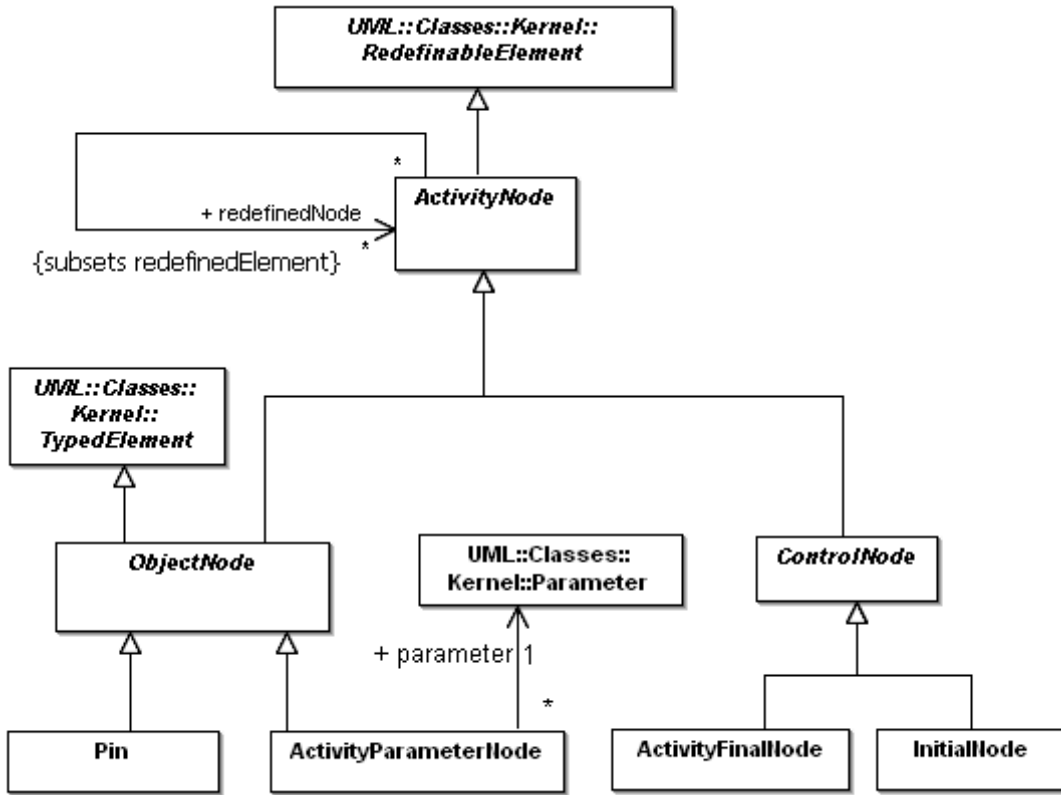 UML::Classes::Kernel::
RedefinableElement
*
ActivityNode
+ redefinedNode
*
{subsets redefinedElement}
UML::Classes::
Kernel::
TypedElement
ObjectNode
UML::Classes::
Kernel::Parameter
ControlNode
+ parameter 1
*
Pin
ActivityParameterNode
ActivityFinalNode
InitialNode